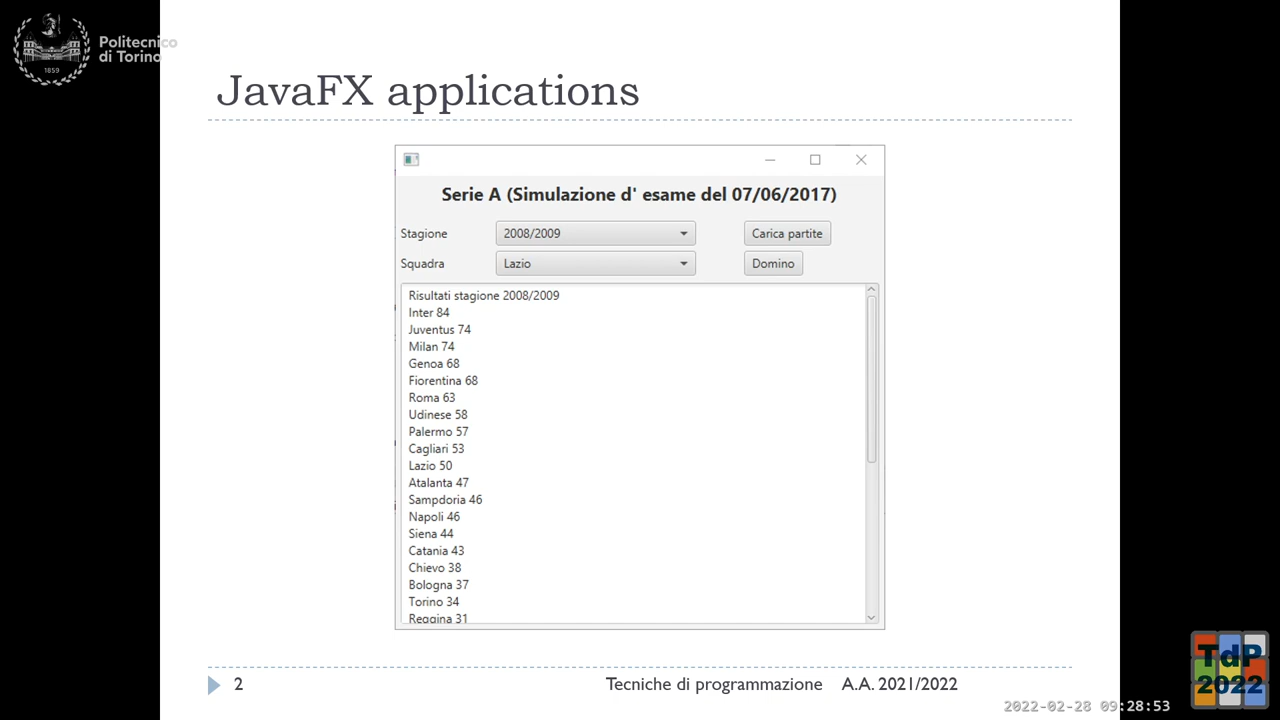 Politecnico
di Torino
1859
JavaFX applications
Serie A (Simulazione d' esame del 07/06/2017)
Stagione 2008/2009 Carica partite
Squadra Lazio Domino
Risultati stagione 2008/2009
Inter 84
Juventus 74
Milan 74
Genoa 68
Fiorentina 68
Roma 63
Udinese 58
Palermo 57
Cagliari 53
Lazio 50
Atalanta 47
Sampdoria 46
Napoli 46
Siena 44
Catania 43
Chievo 38
Bologna 37
Torino 34
Reggina 31
2 Tecniche di programmazione A.A. 2021/2022
TdP
2022
2022-02-28 09:28:53